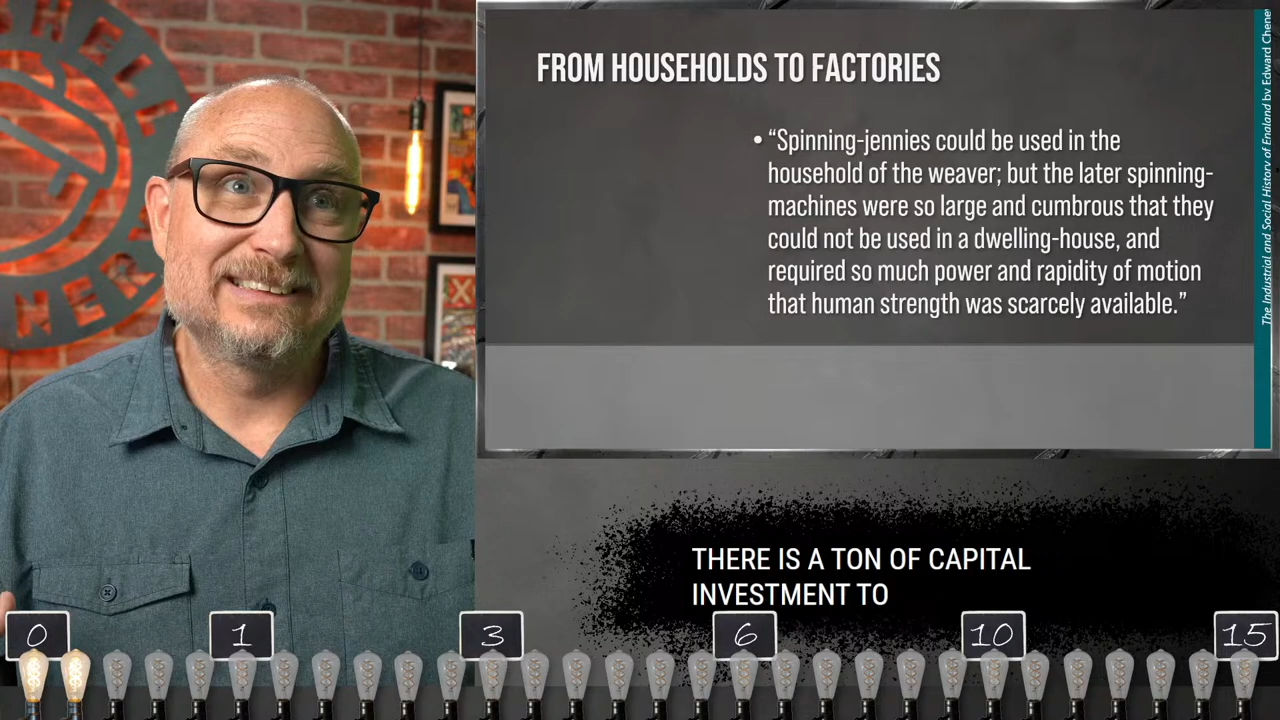 FROM HOUSEHOLDS TO FACTORIES
• “Spinning-jennies could be used in the
household of the weaver; but the later spinning-
machines were so large and cumbrous that they
could not be used in a dwelling-house, and
required so much power and rapidity of motion
that human strength was scarcely available.”
The Industrial and Social History of England by Edward Cheney
THERE IS A TON OF CAPITAL
INVESTMENT TO
0
1
3
6
10
15